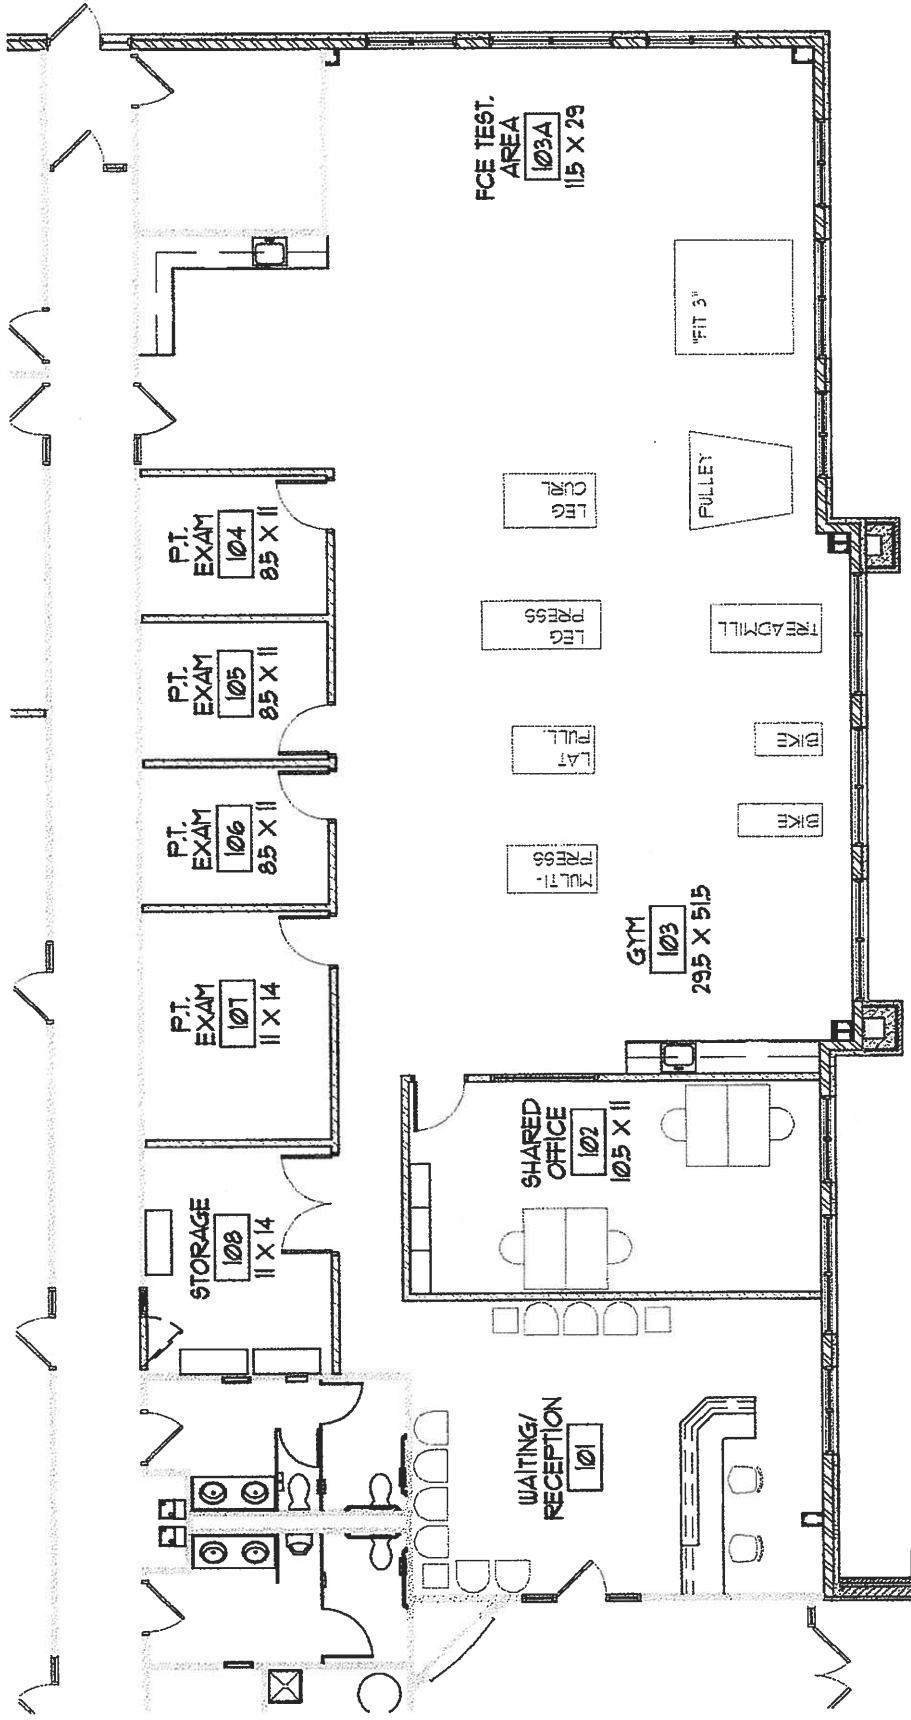 FCE TEST.
AREA
103A
11.5 X 29
"FIT 3"
PULLEY
LEG
CURL
P.T.
EXAM
104
8.5 X 11
LEG
PRESS
TREADMILL
P.T.
EXAM
105
8.5 X 11
LAT
PULL.
BIKE
P.T.
EXAM
106
8.5 X 11
BIKE
MULTI-
PRESS
GYM
103
29.5 X 51.5
P.T.
EXAM
107
11 X 14
SHARED
OFFICE
102
10.5 X 11
STORAGE
108
11 X 14
WAITING/
RECEPTION
101